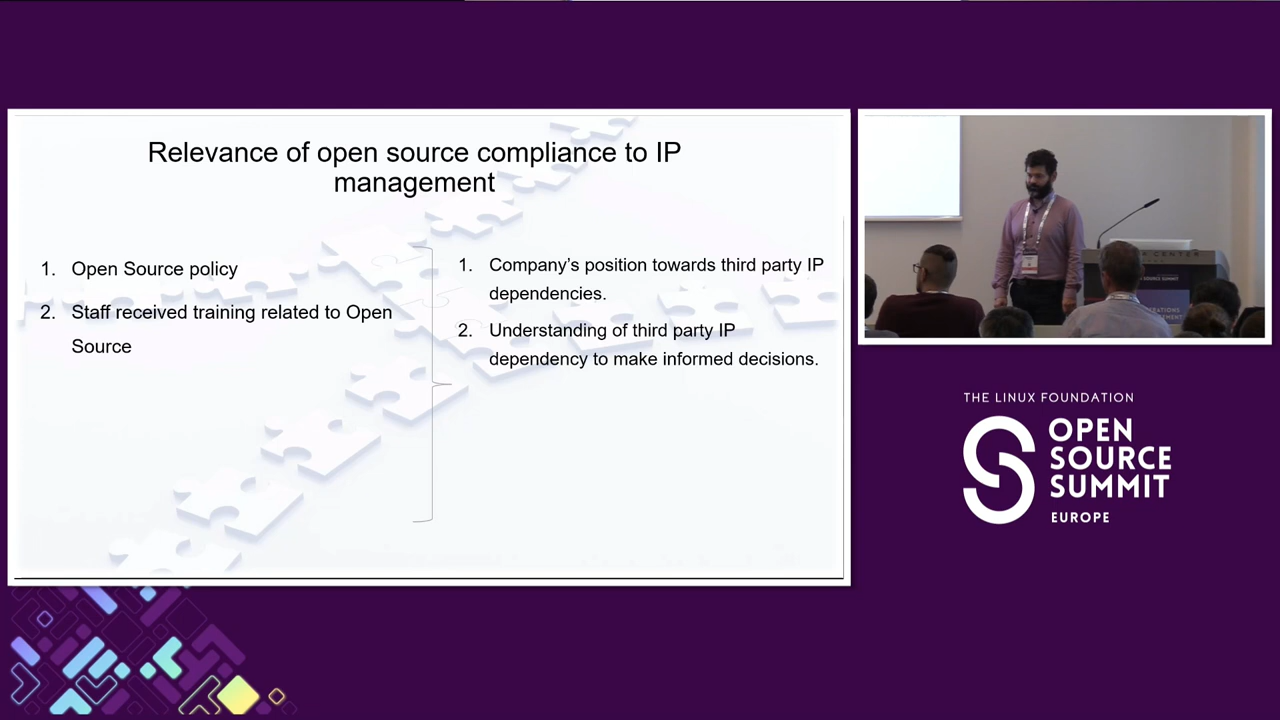 Relevance of open source compliance to IP
management
1. Open Source policy
2. Staff received training related to Open
Source
1. Company's position towards third party IP
dependencies.
2. Understanding of third party IP
dependency to make informed decisions.
THE LINUX FOUNDATION
OPEN
SOURCE
SUMMIT
EUROPE